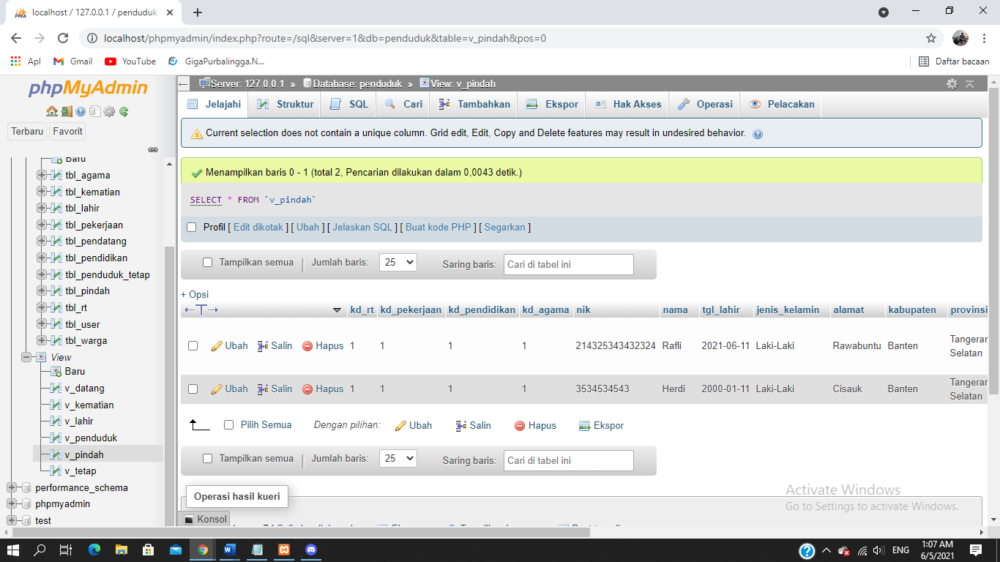 localhost / 127.0.0.1 / penduduk
localhost/phpmyadmin/index.php?route=/sql&server=1&db=penduduk&table=v_pindah&pos=0
Apl Gmail YouTube GigaPurbalingga.N... Daftar bacaan
phpMyAdmin
Terbaru Favorit
Baru
tbl_agama
tbl_kematian
tbl_lahir
tbl_pekerjaan
tbl_pendatang
tbl_pendidikan
tbl_penduduk_tetap
tbl_pindah
tbl_rt
tbl_user
tbl_warga
View
Baru
v_datang
v_kematian
v_lahir
v_penduduk
v_pindah
v_tetap
performance_schema
phpmyadmin
test
Server: 127.0.0.1 » Database: penduduk » View: v_pindah
Jelajahi Struktur SQL Cari Tambahkan Ekspor Hak Akses Operasi Pelacakan
Current selection does not contain a unique column. Grid edit, Edit, Copy and Delete features may result in undesired behavior.
Menampilkan baris 0 - 1 (total 2, Pencarian dilakukan dalam 0,0043 detik.)
SELECT * FROM `v_pindah`
Profil [ Edit dikotak ] [ Ubah ] [ Jelaskan SQL ] [ Buat kode PHP ] [ Segarkan ]
Tampilkan semua | Jumlah baris: 25 Saring baris: Cari di tabel ini
+ Opsi
←T→ kd_rt kd_pekerjaan kd_pendidikan kd_agama nik nama tgl_lahir jenis_kelamin alamat kabupaten provinsi
Ubah Salin Hapus 1 1 1 1 214325343432324 Rafli 2021-06-11 Laki-Laki Rawabuntu Banten Tangeran
Selatan
Ubah Salin Hapus 1 1 1 1 3534534543 Herdi 2000-01-11 Laki-Laki Cisauk Banten Tangeran
Selatan
Pilih Semua Dengan pilihan: Ubah Salin Hapus Ekspor
Tampilkan semua | Jumlah baris: 25 Saring baris: Cari di tabel ini
Operasi hasil kueri
Konsol
Activate Windows
Go to Settings to activate Windows.
ENG
1:07 AM
6/5/2021